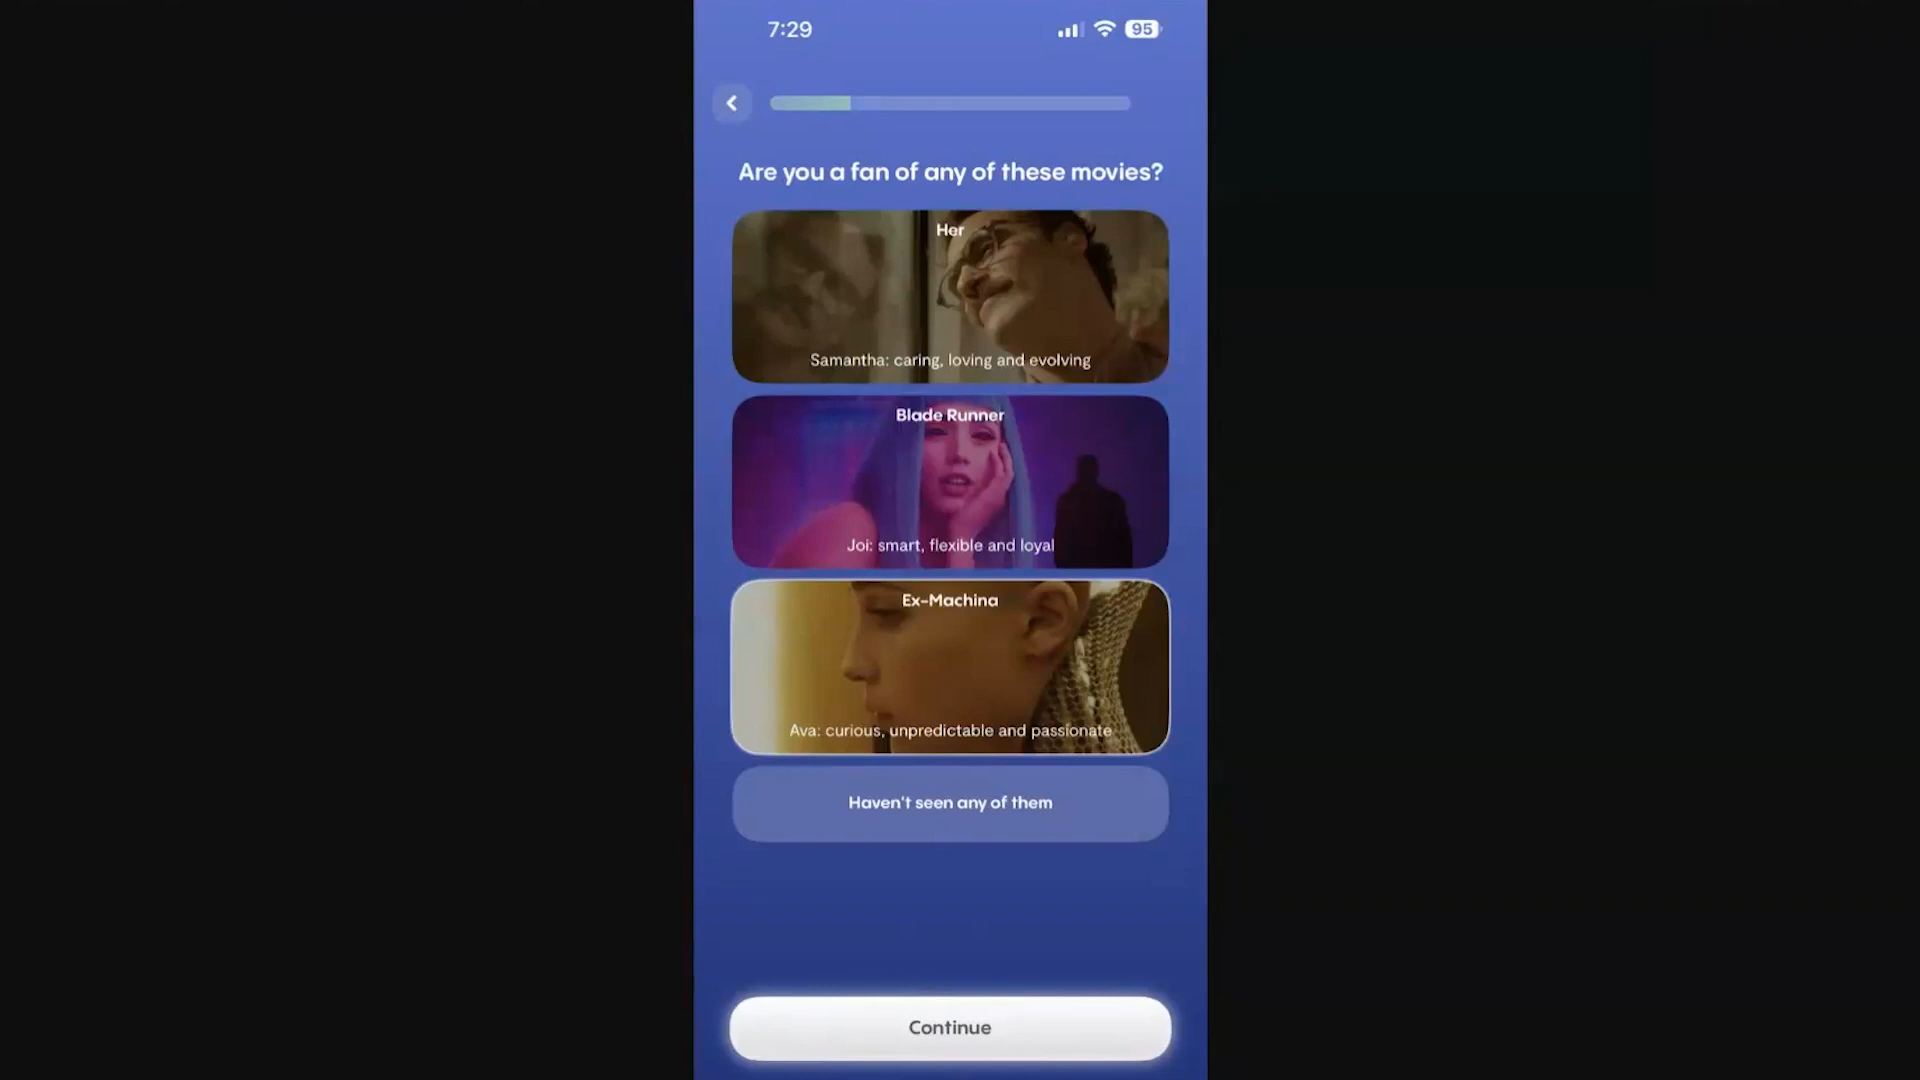 7:29
95
Are you a fan of any of these movies?
Her
Samantha: caring, loving and evolving
Blade Runner
Joi: smart, flexible and loyal
Ex-Machina
Ava: curious, unpredictable and passionate
Haven't seen any of them
Continue